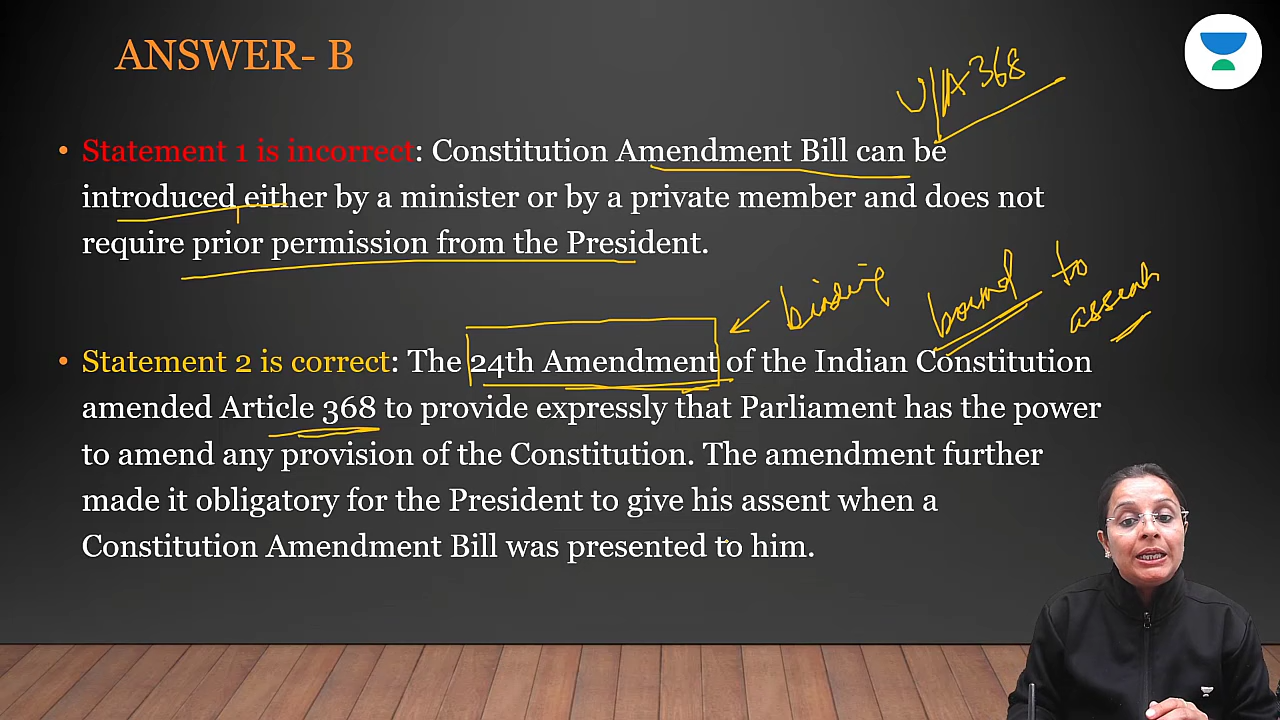 ANSWER- B
U/A 368
• Statement 1 is incorrect: Constitution Amendment Bill can be
introduced either by a minister or by a private member and does not
require prior permission from the President.
binding
bound to
assent
• Statement 2 is correct: The 24th Amendment of the Indian Constitution
amended Article 368 to provide expressly that Parliament has the power
to amend any provision of the Constitution. The amendment further
made it obligatory for the President to give his assent when a
Constitution Amendment Bill was presented to him.